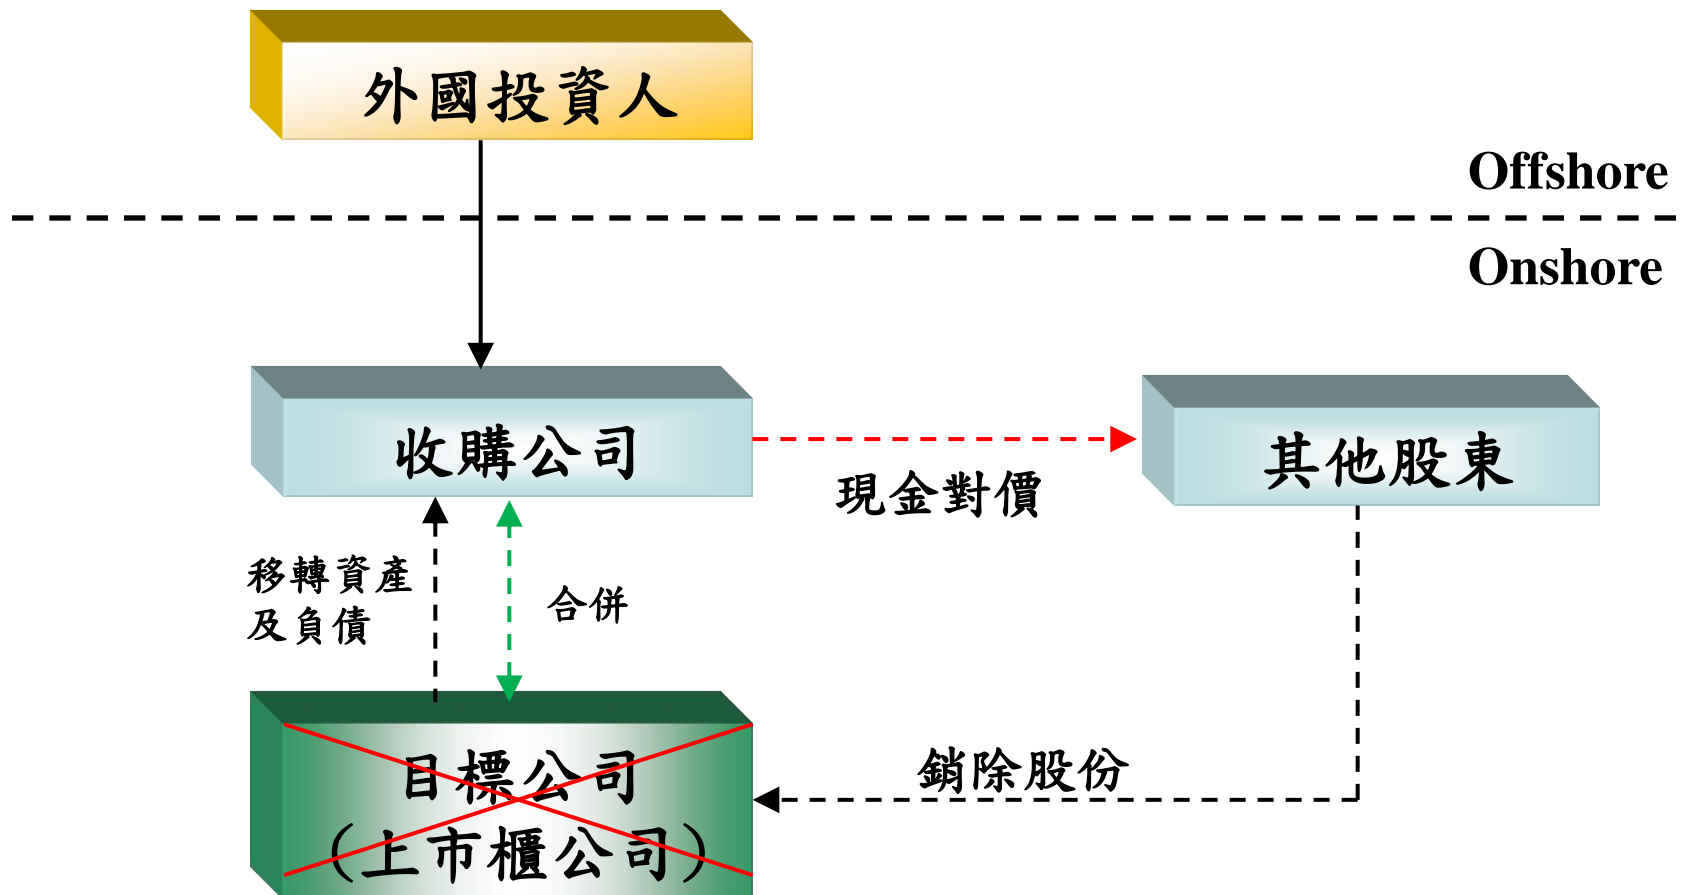 外國投資人
Offshore
Onshore
收購公司
其他股東
現金對價
移轉資產
及負債
合併
目標公司
(上市櫃公司)
銷除股份